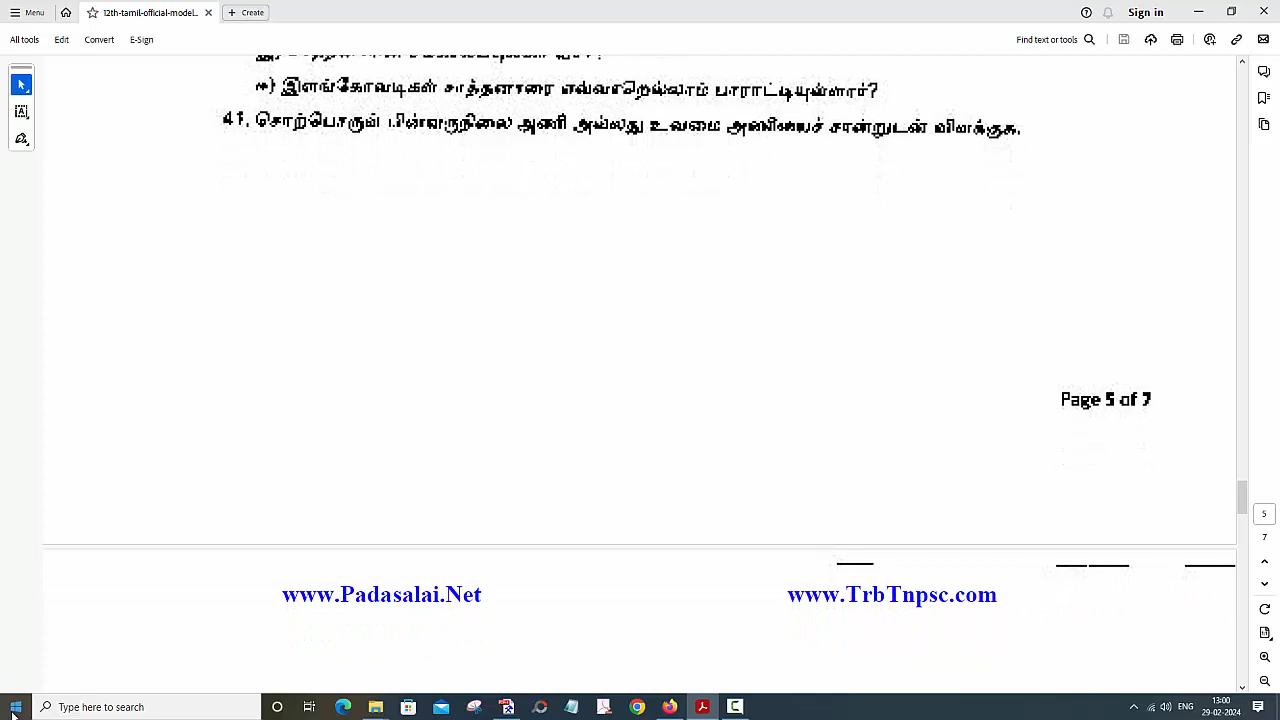 Menu
12th-tamil-official-model...
Create
Sign in
All tools Edit Convert E-Sign
Find text or tools
அ) இளங்கோவடிகள் சாத்தனாரை எவ்வாறெல்லாம் பாராட்டியுள்ளார்?
41. சொற்பொருள் பின்வருநிலை அணி அல்லது உவமை அணியைச் சான்றுடன் விளக்குக.
Page 5 of 7
5
7
www.Padasalai.Net www.TrbTnpsc.com
Type here to search
ENG
13:00
29-02-2024